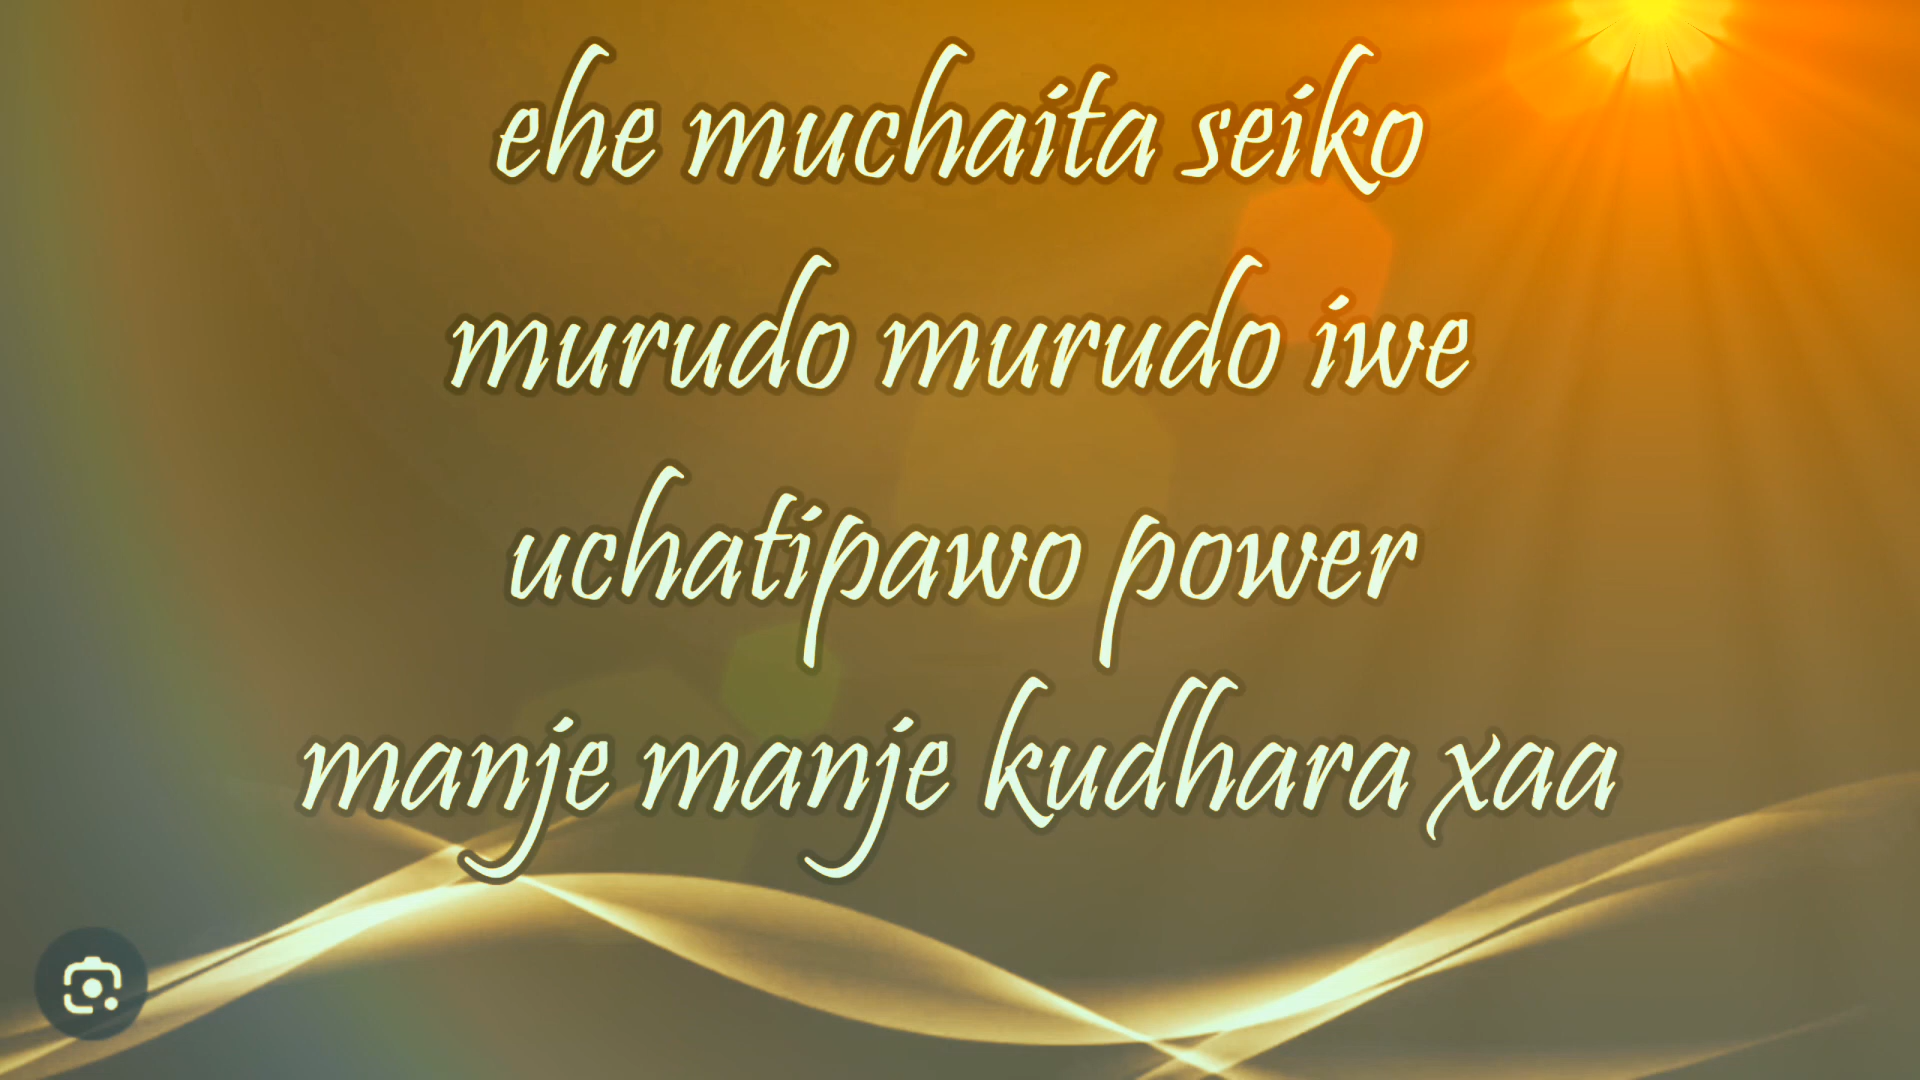 ehe muchaita seiko
murudo murudo iwe
uchatipawo power
manje manje kudhara xaa